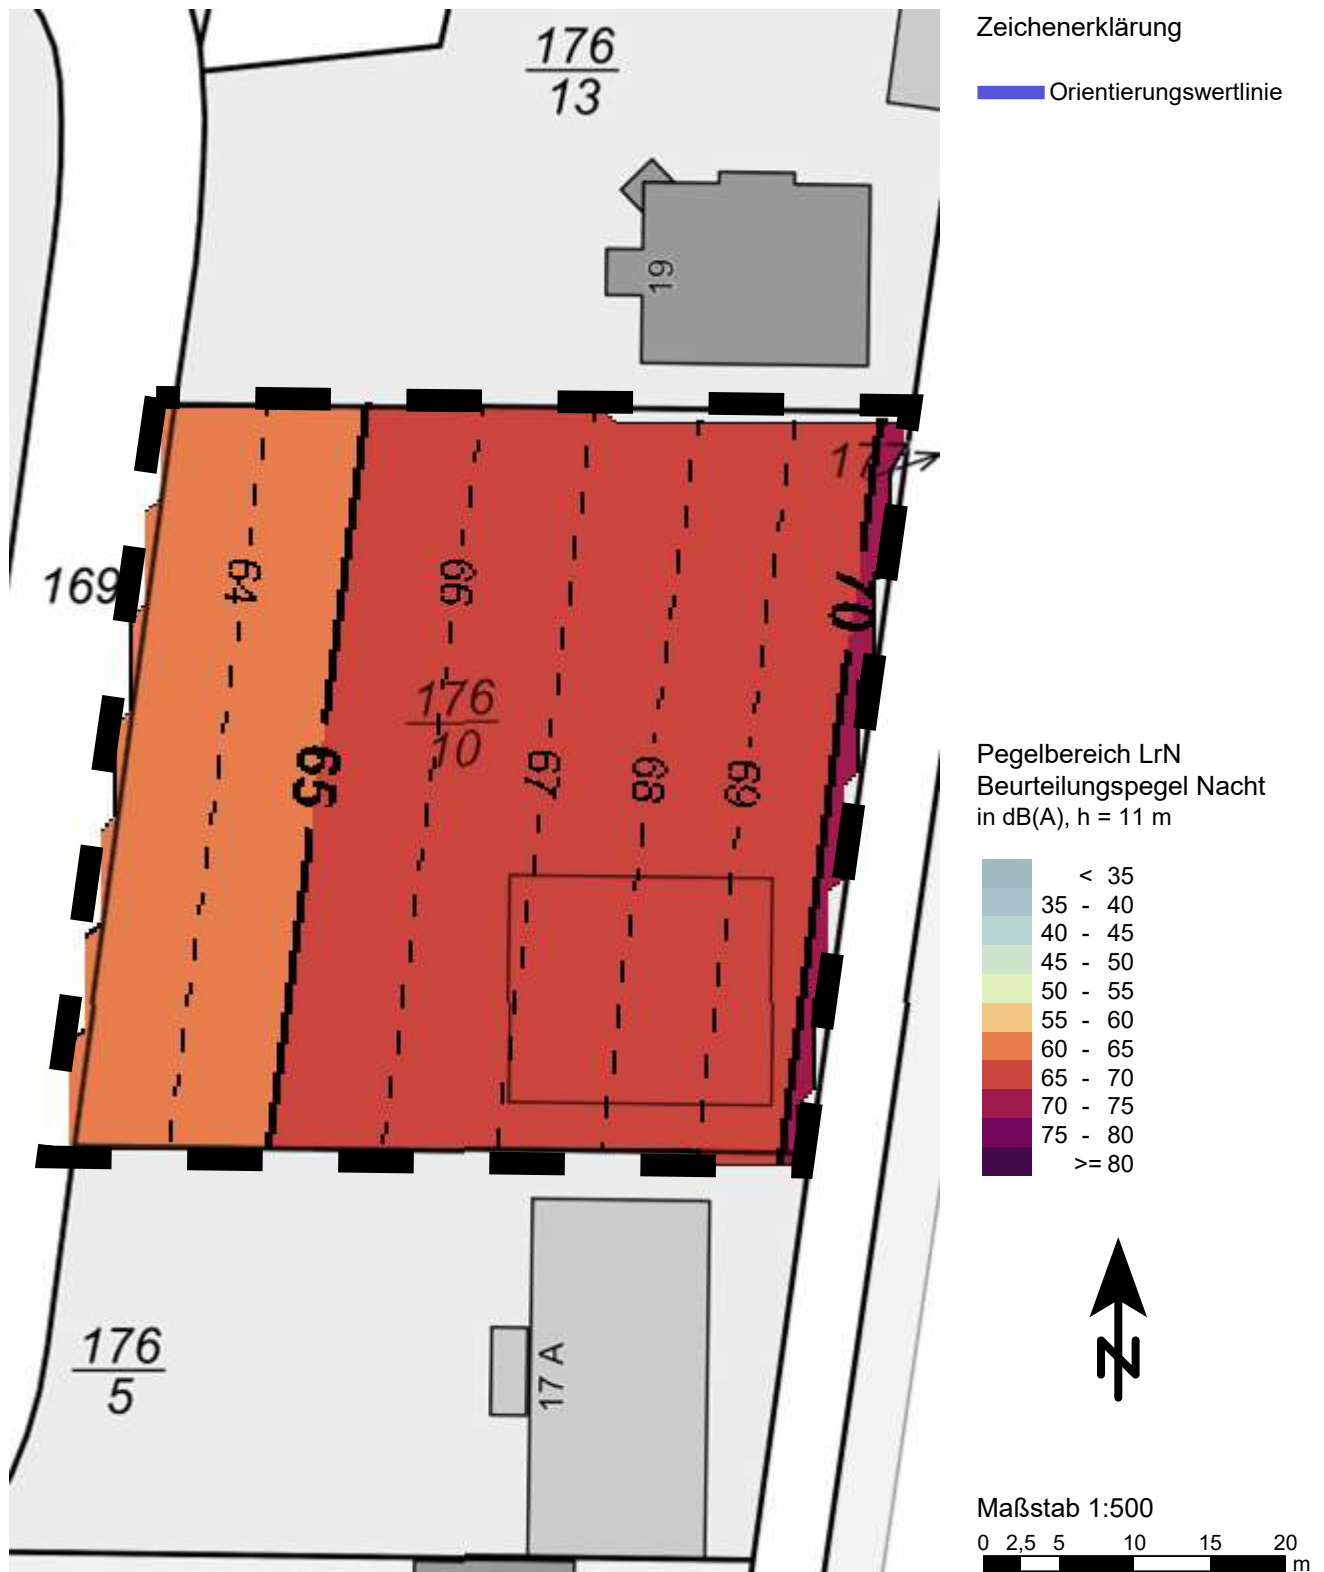 176
13
19
177
169
64
65
66
67
68
69
70
176
10
176
5
17 A
Zeichenerklärung
Orientierungswertlinie
Pegelbereich LrN
Beurteilungspegel Nacht
in dB(A), h = 11 m
< 35
35 - 40
40 - 45
45 - 50
50 - 55
55 - 60
60 - 65
65 - 70
70 - 75
75 - 80
>= 80
N
Maßstab 1:500
0 2,5 5 10 15 20
m